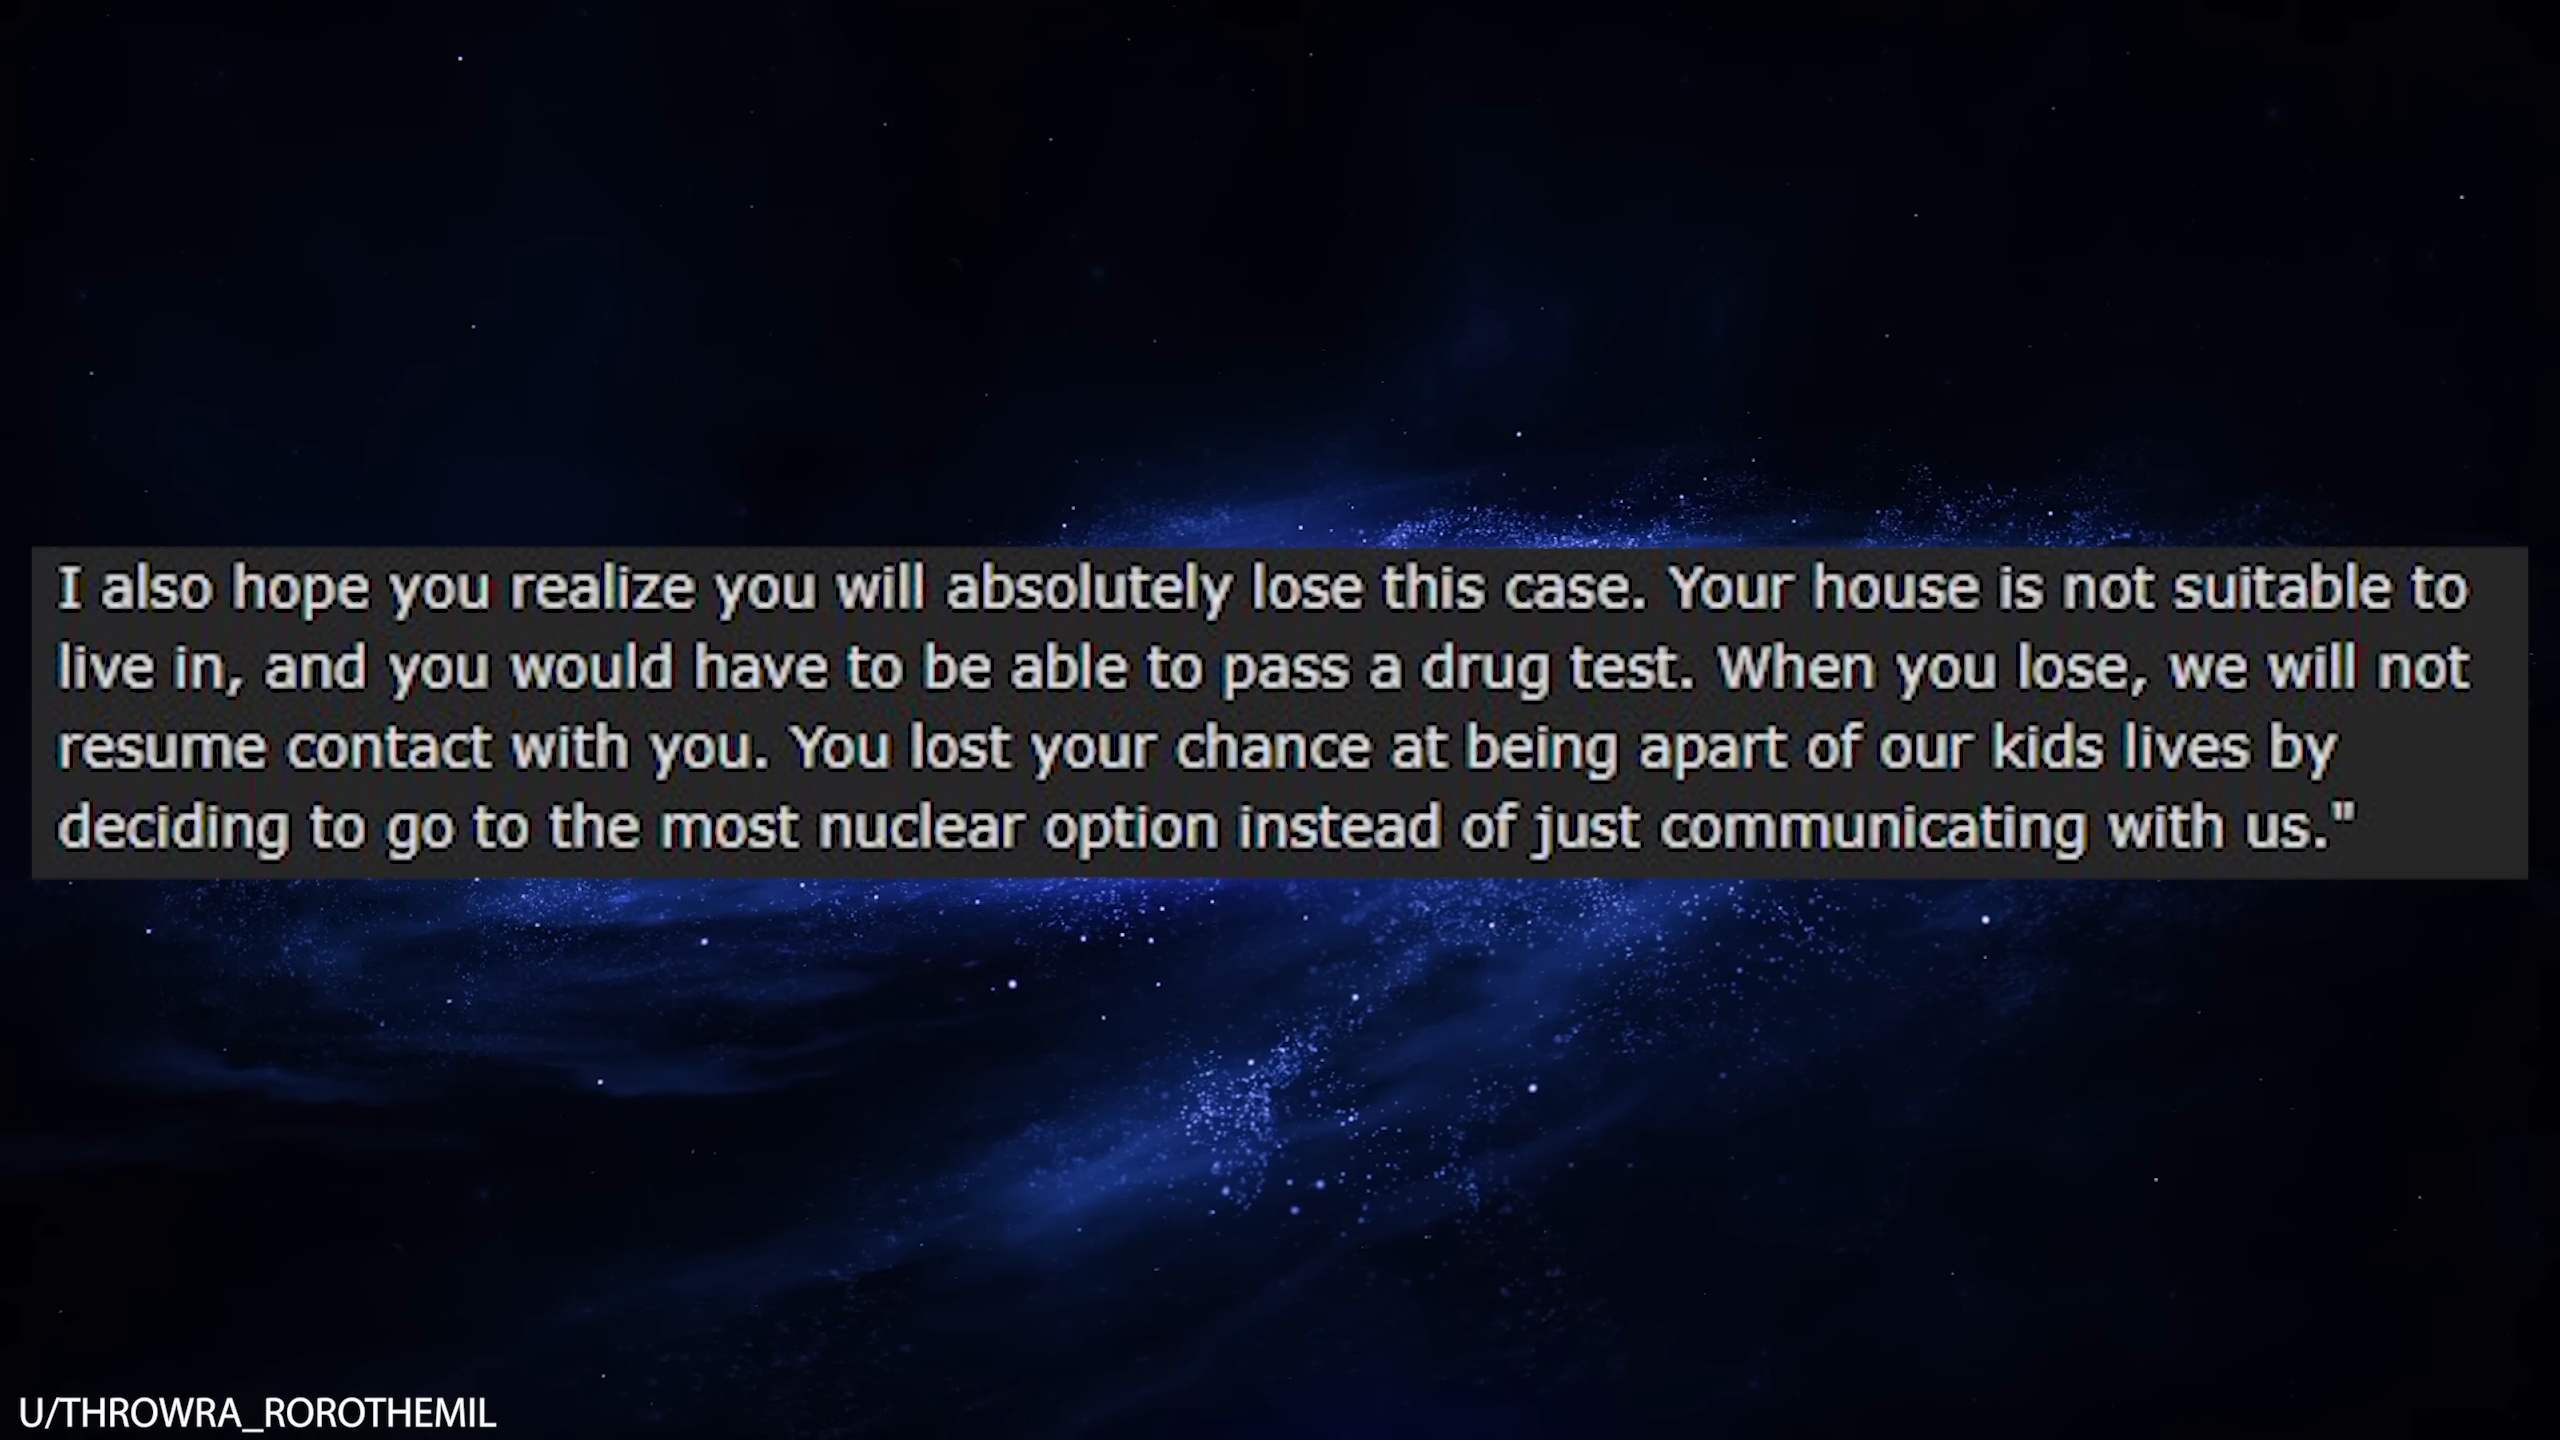 I also hope you realize you will absolutely lose this case. Your house is not suitable to
live in, and you would have to be able to pass a drug test. When you lose, we will not
resume contact with you. You lost your chance at being apart of our kids lives by
deciding to go to the most nuclear option instead of just communicating with us."
U/THROWRA_ROROTHEMIL